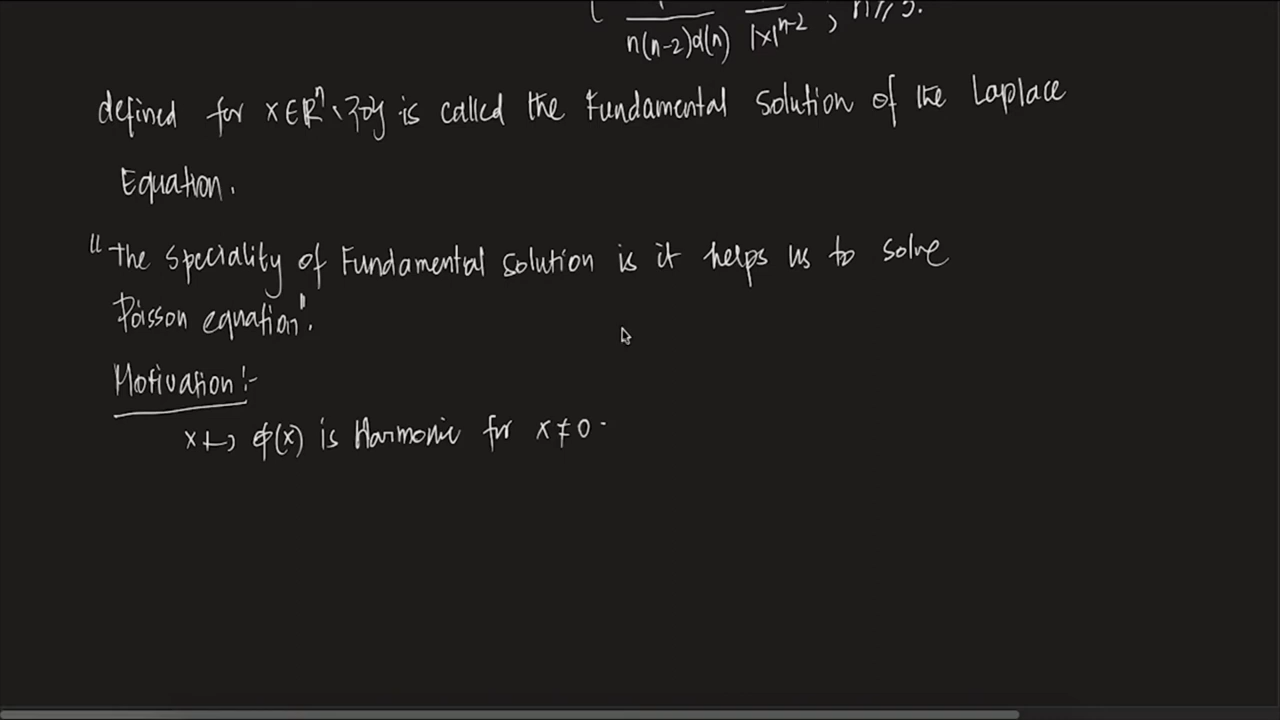 n(n-2)α(n) |x|ⁿ⁻² , n ≥ 3.
defined for x∈ℝⁿ\{0} is called the Fundamental Solution of the Laplace
Equation.
"The Speciality of Fundamental solution is it helps us to solve
Poisson equation".
Motivation:-
x ↦ φ(x) is Harmonic for x≠0.